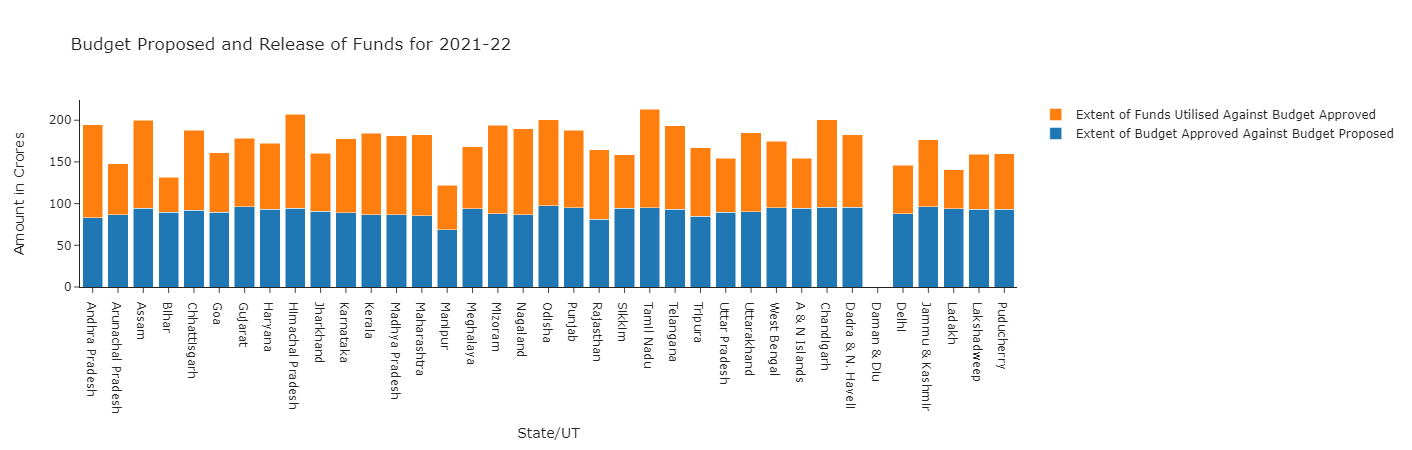 Budget Proposed and Release of Funds for 2021-22
Amount in Crores
200
150
100
50
0
Andhra Pradesh
Arunachal Pradesh
Assam
Bihar
Chhattisgarh
Goa
Gujarat
Haryana
Himachal Pradesh
Jharkhand
Karnataka
Kerala
Madhya Pradesh
Maharashtra
Manipur
Meghalaya
Mizoram
Nagaland
Odisha
Punjab
Rajasthan
Sikkim
Tamil Nadu
Telangana
Tripura
Uttar Pradesh
Uttarakhand
West Bengal
A & N Islands
Chandigarh
Dadra & N. Haveli
Daman & Diu
Delhi
Jammu & Kashmir
Ladakh
Lakshadweep
Puducherry
State/UT
Extent of Funds Utilised Against Budget Approved
Extent of Budget Approved Against Budget Proposed